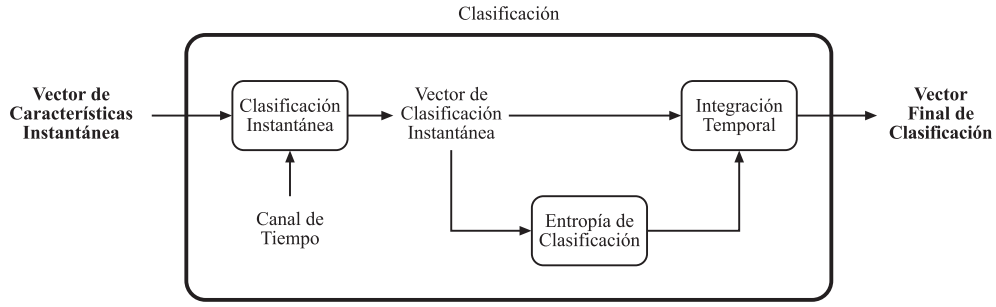 Clasificación
Vector de
Características
Instantánea
Clasificación
Instantánea
Vector de
Clasificación
Instantánea
Integración
Temporal
Vector
Final de
Clasificación
Canal de
Tiempo
Entropía de
Clasificación